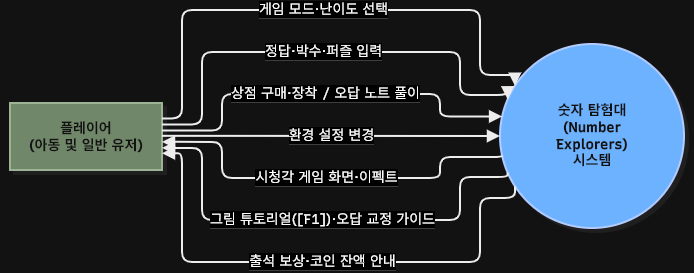 게임 모드·난이도 선택
정답·박수·퍼즐 입력
상점 구매·장착 / 오답 노트 풀이
플레이어
(아동 및 일반 유저)
환경 설정 변경
숫자 탐험대
(Number
Explorers)
시스템
시청각 게임 화면·이펙트
그림 튜토리얼([F1])·오답 교정 가이드
출석 보상·코인 잔액 안내